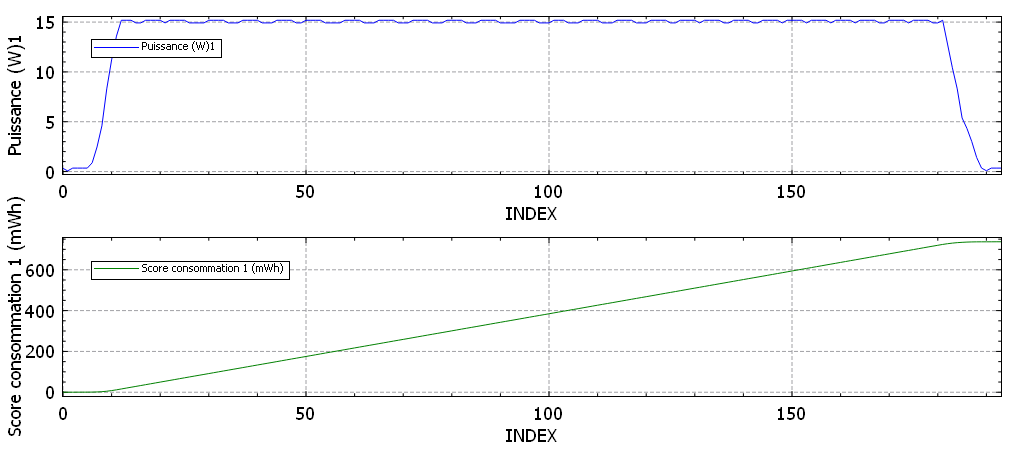 Puissance (W)1
15
10
5
0
Puissance (W)1
0 50 100 150
INDEX
Score consommation 1 (mWh)
600
400
200
0
Score consommation 1 (mWh)
0 50 100 150
INDEX